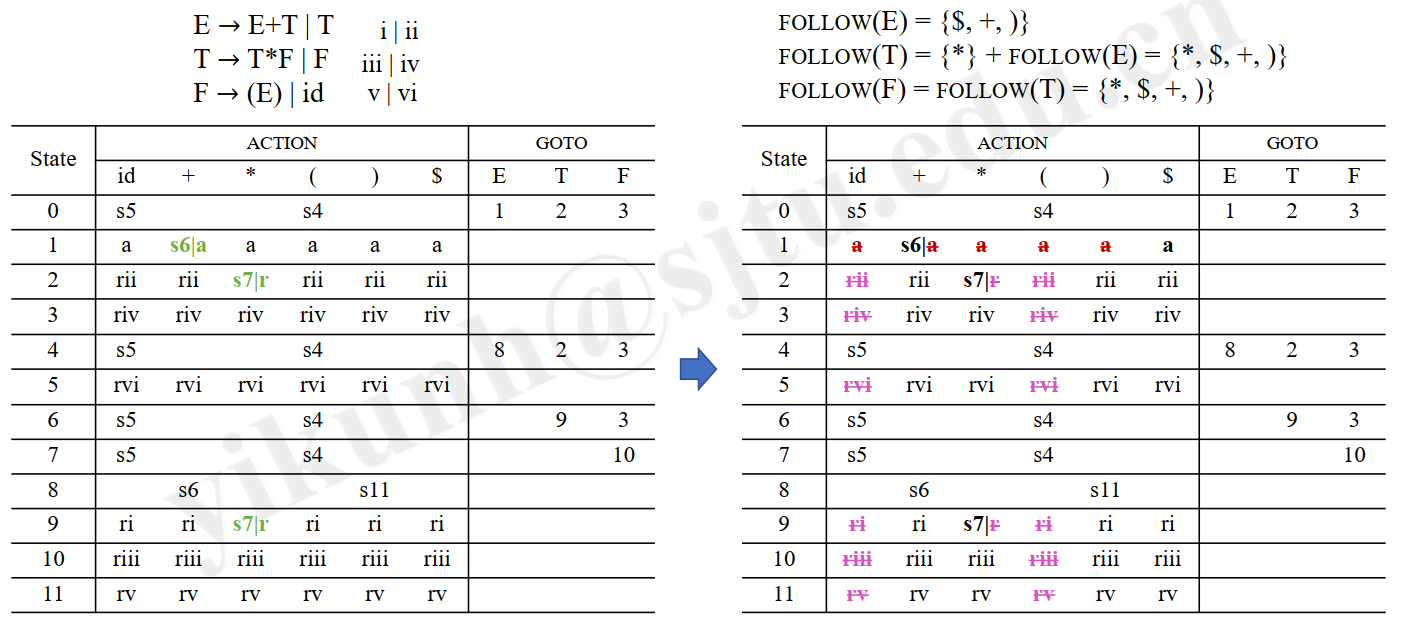 E → E+T | T i | ii
T → T*F | F iii | iv
F → (E) | id v | vi
State ACTION GOTO
id + * ( ) $ E T F
0 s5 s4 1 2 3
1 a s6|a a a a a
2 rii rii s7|r rii rii rii
3 riv riv riv riv riv riv
4 s5 s4 8 2 3
5 rvi rvi rvi rvi rvi rvi
6 s5 s4 9 3
7 s5 s4 10
8 s6 s11
9 ri ri s7|r ri ri ri
10 riii riii riii riii riii riii
11 rv rv rv rv rv rv
FOLLOW(E) = {$, +, )}
FOLLOW(T) = {*} + FOLLOW(E) = {*, $, +, )}
FOLLOW(F) = FOLLOW(T) = {*, $, +, )}
State ACTION GOTO
id + * ( ) $ E T F
0 s5 s4 1 2 3
1 a s6|a a a a a
2 rii rii s7|r rii rii rii
3 riv riv riv riv riv riv
4 s5 s4 8 2 3
5 rvi rvi rvi rvi rvi rvi
6 s5 s4 9 3
7 s5 s4 10
8 s6 s11
9 ri ri s7|r ri ri ri
10 riii riii riii riii riii riii
11 rv rv rv rv rv rv
yikunh@sjtu.edu.cn